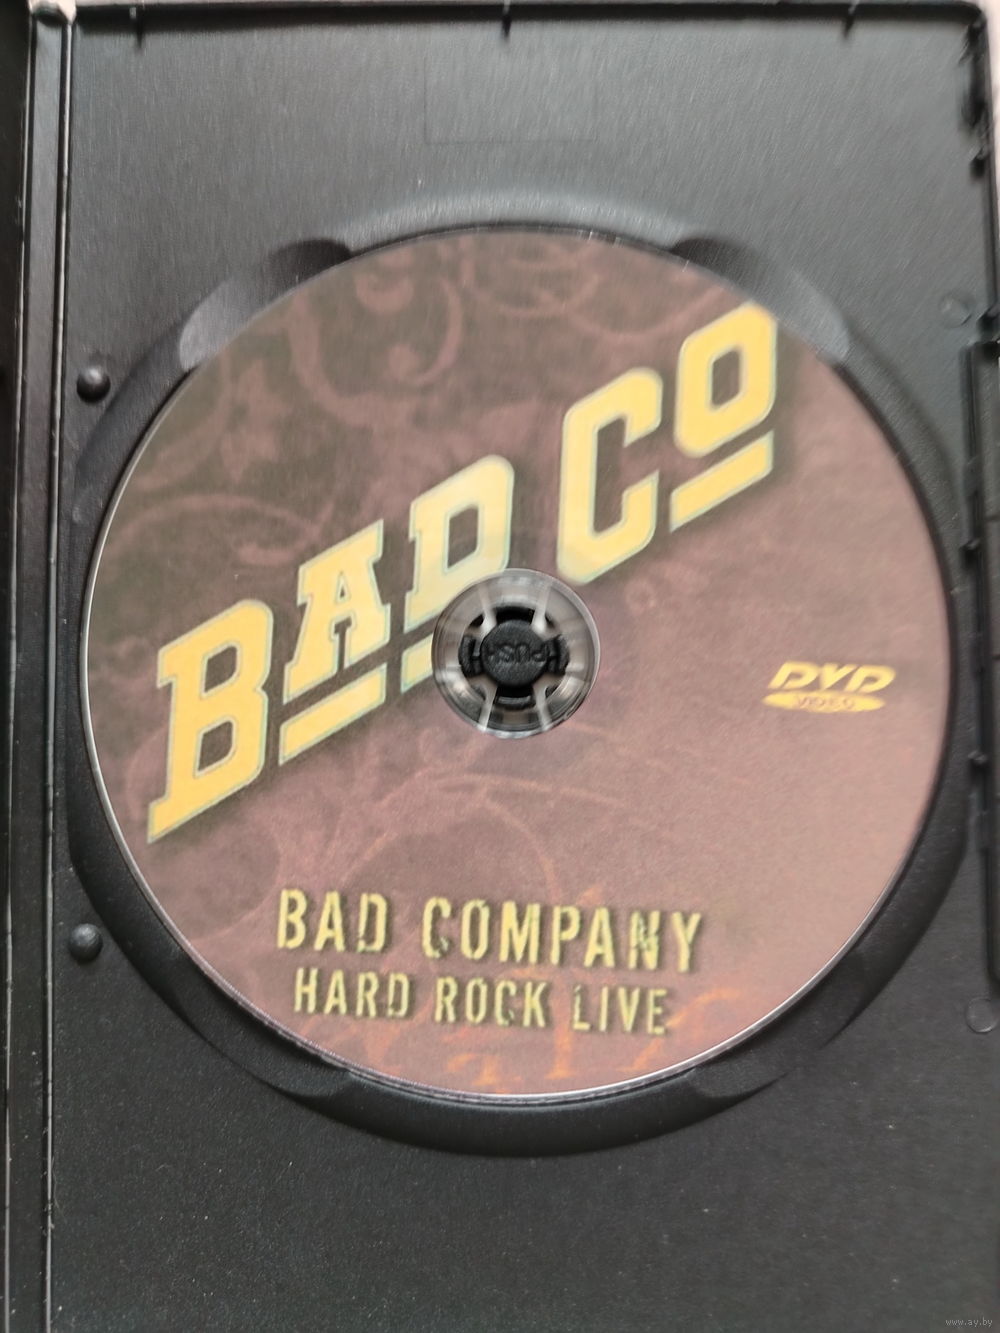 BAD CO
PUSH
DVD
VIDEO
BAD COMPANY
HARD ROCK LIVE
www.ay.by